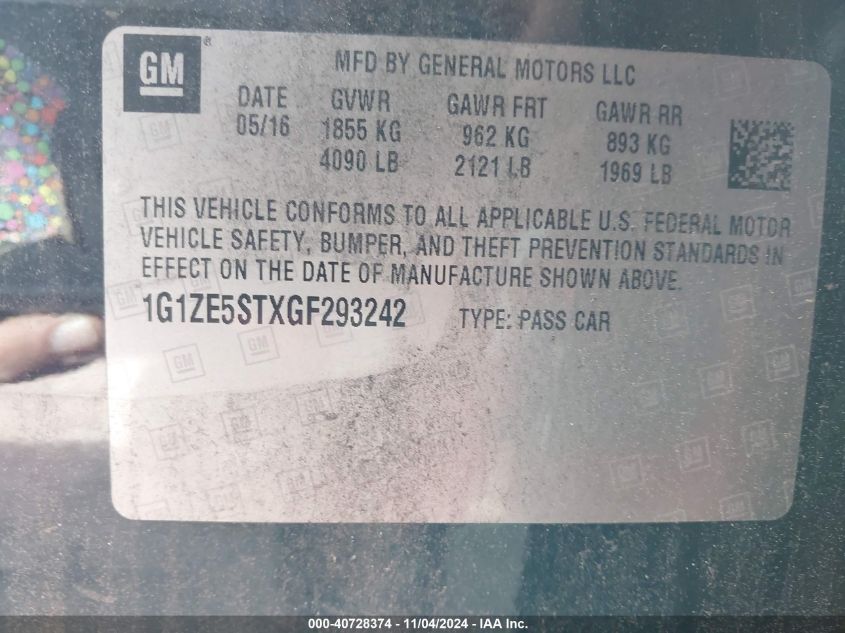 GM ®
MFD BY GENERAL MOTORS LLC
DATE GVWR GAWR FRT GAWR RR
05/16 1855 KG 962 KG 893 KG
4090 LB 2121 LB 1969 LB
THIS VEHICLE CONFORMS TO ALL APPLICABLE U.S. FEDERAL MOTOR
VEHICLE SAFETY, BUMPER, AND THEFT PREVENTION STANDARDS IN
EFFECT ON THE DATE OF MANUFACTURE SHOWN ABOVE.
1G1ZE5STXGF293242 TYPE: PASS CAR
000-40728374 - 11/04/2024 - IAA Inc.